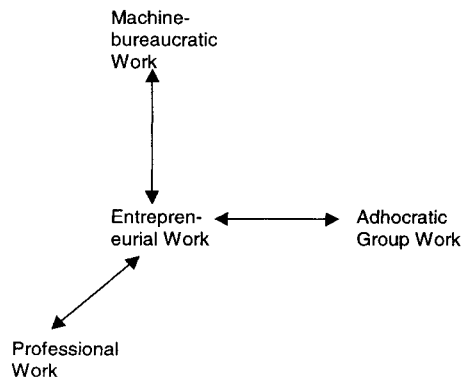 Machine-
bureaucratic
Work
Entrepren-
eurial Work
Adhocratic
Group Work
Professional
Work